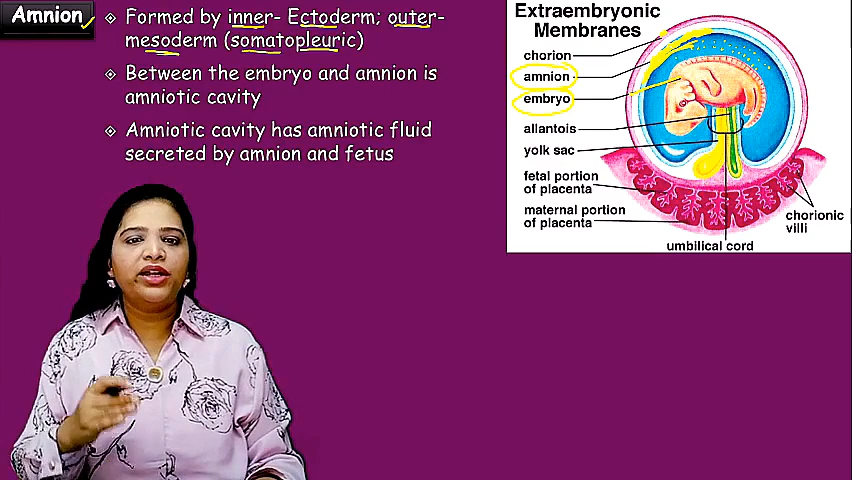 Amnion
Formed by inner- Ectoderm; outer-
mesoderm (somatopleuric)
Between the embryo and amnion is
amniotic cavity
Amniotic cavity has amniotic fluid
secreted by amnion and fetus
Extraembryonic
Membranes
chorion
amnion
embryo
allantois
yolk sac
fetal portion
of placenta
maternal portion
of placenta
umbilical cord
chorionic
villi